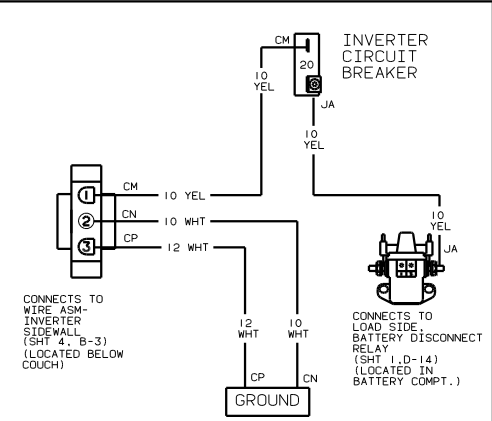 CM
20
INVERTER
CIRCUIT
BREAKER
10
YEL
JA
10
YEL
1
CM
10 YEL
2
CN
10 WHT
3
CP
12 WHT
10
YEL
JA
CONNECTS TO
WIRE ASM-
INVERTER
SIDEWALL
(SHT 4, B-3)
(LOCATED BELOW
COUCH)
12
WHT
10
WHT
CONNECTS TO
LOAD SIDE,
BATTERY DISCONNECT
RELAY
(SHT 1,D-14)
(LOCATED IN
BATTERY COMPT.)
CP
CN
GROUND